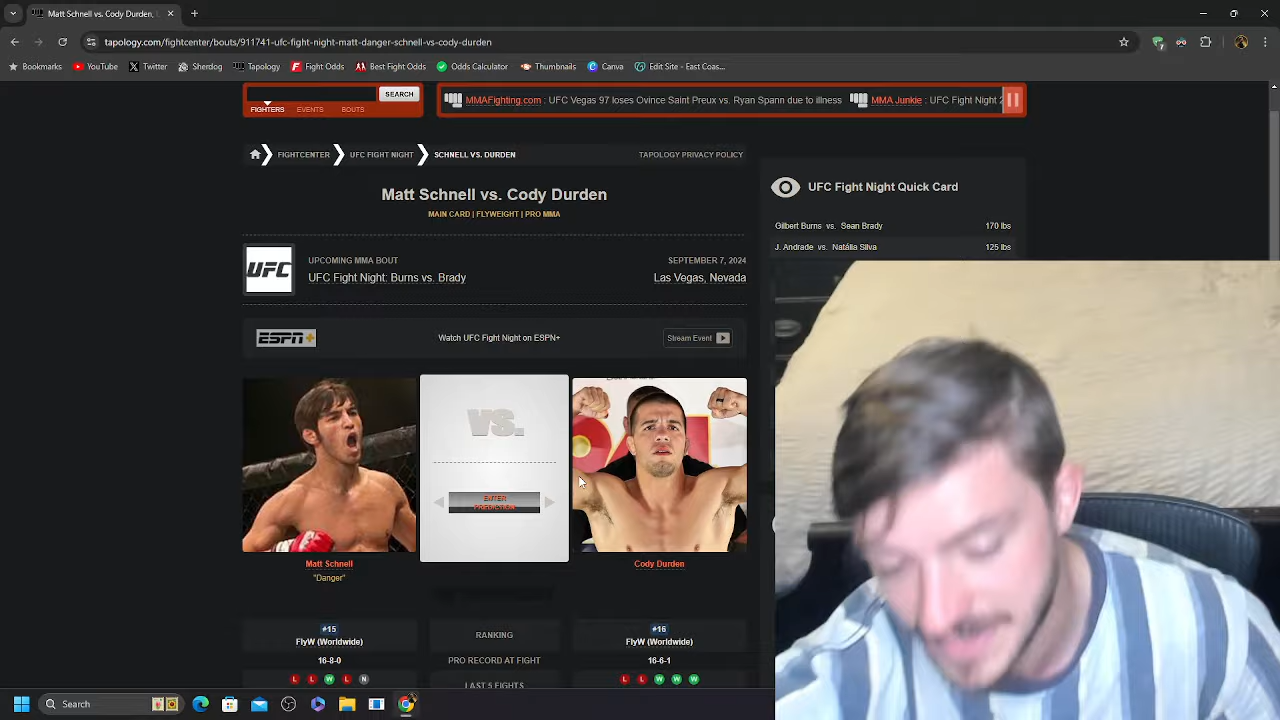 Matt Schnell vs. Cody Durden, 
tapology.com/fightcenter/bouts/911741-ufc-fight-night-matt-danger-schnell-vs-cody-durden
Bookmarks YouTube Twitter Sherdog Tapology Fight Odds Best Fight Odds Odds Calculator Thumbnails Canva Edit Site - East Coas...
SEARCH
FIGHTERS EVENTS BOUTS
MMAFighting.com : UFC Vegas 97 loses Ovince Saint Preux vs. Ryan Spann due to illness MMA Junkie : UFC Fight Night 2
FIGHTCENTER UFC FIGHT NIGHT SCHNELL VS. DURDEN TAPOLOGY PRIVACY POLICY
Matt Schnell vs. Cody Durden
MAIN CARD | FLYWEIGHT | PRO MMA
UFC Fight Night Quick Card
Gilbert Burns vs. Sean Brady 170 lbs
J. Andrade vs. Natália Silva 125 lbs
UFC
UPCOMING MMA BOUT SEPTEMBER 7, 2024
UFC Fight Night: Burns vs. Brady Las Vegas, Nevada
ESPN+ Watch UFC Fight Night on ESPN+ Stream Event
VS.
ENTER
PREDICTION
Matt Schnell Cody Durden
"Danger"
#15 RANKING #16
FlyW (Worldwide) FlyW (Worldwide)
16-8-0 PRO RECORD AT FIGHT 16-6-1
L L W L N LAST 5 FIGHTS L L W W W
Search